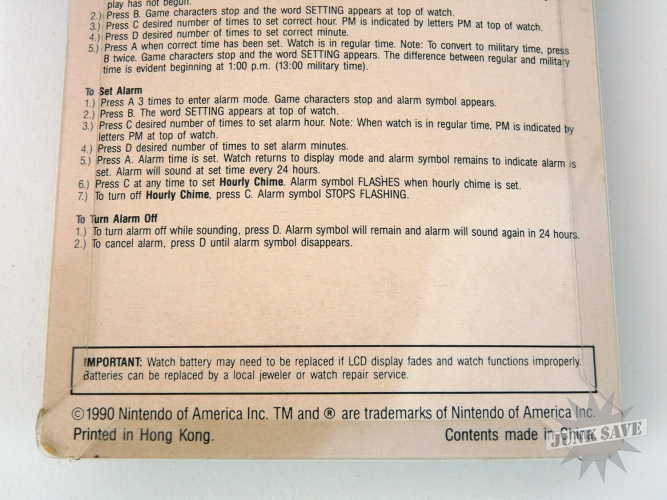 play has not begun.
2.) Press B. Game characters stop and the word SETTING appears at top of watch.
3.) Press C desired number of times to set correct hour. PM is indicated by letters PM at top of watch.
4.) Press D desired number of times to set correct minute.
5.) Press A when correct time has been set. Watch is in regular time. Note: To convert to military time, press
B twice. Game characters stop and the word SETTING appears. The difference between regular and military
time is evident beginning at 1:00 p.m. (13:00 military time).
To Set Alarm
1.) Press A 3 times to enter alarm mode. Game characters stop and alarm symbol appears.
2.) Press B. The word SETTING appears at top of watch.
3.) Press C desired number of times to set alarm hour. Note: When watch is in regular time, PM is indicated by
letters PM at top of watch.
4.) Press D desired number of times to set alarm minutes.
5.) Press A. Alarm time is set. Watch returns to display mode and alarm symbol remains to indicate alarm is
set. Alarm will sound at set time every 24 hours.
6.) Press C at any time to set Hourly Chime. Alarm symbol FLASHES when hourly chime is set.
7.) To turn off Hourly Chime, press C. Alarm symbol STOPS FLASHING.
To Turn Alarm Off
1.) To turn alarm off while sounding, press D. Alarm symbol will remain and alarm will sound again in 24 hours.
2.) To cancel alarm, press D until alarm symbol disappears.
IMPORTANT: Watch battery may need to be replaced if LCD display fades and watch functions improperly.
Batteries can be replaced by a local jeweler or watch repair service.
©1990 Nintendo of America Inc. TM and ® are trademarks of Nintendo of America Inc.
Printed in Hong Kong. Contents made in China.
JUNK SAVE